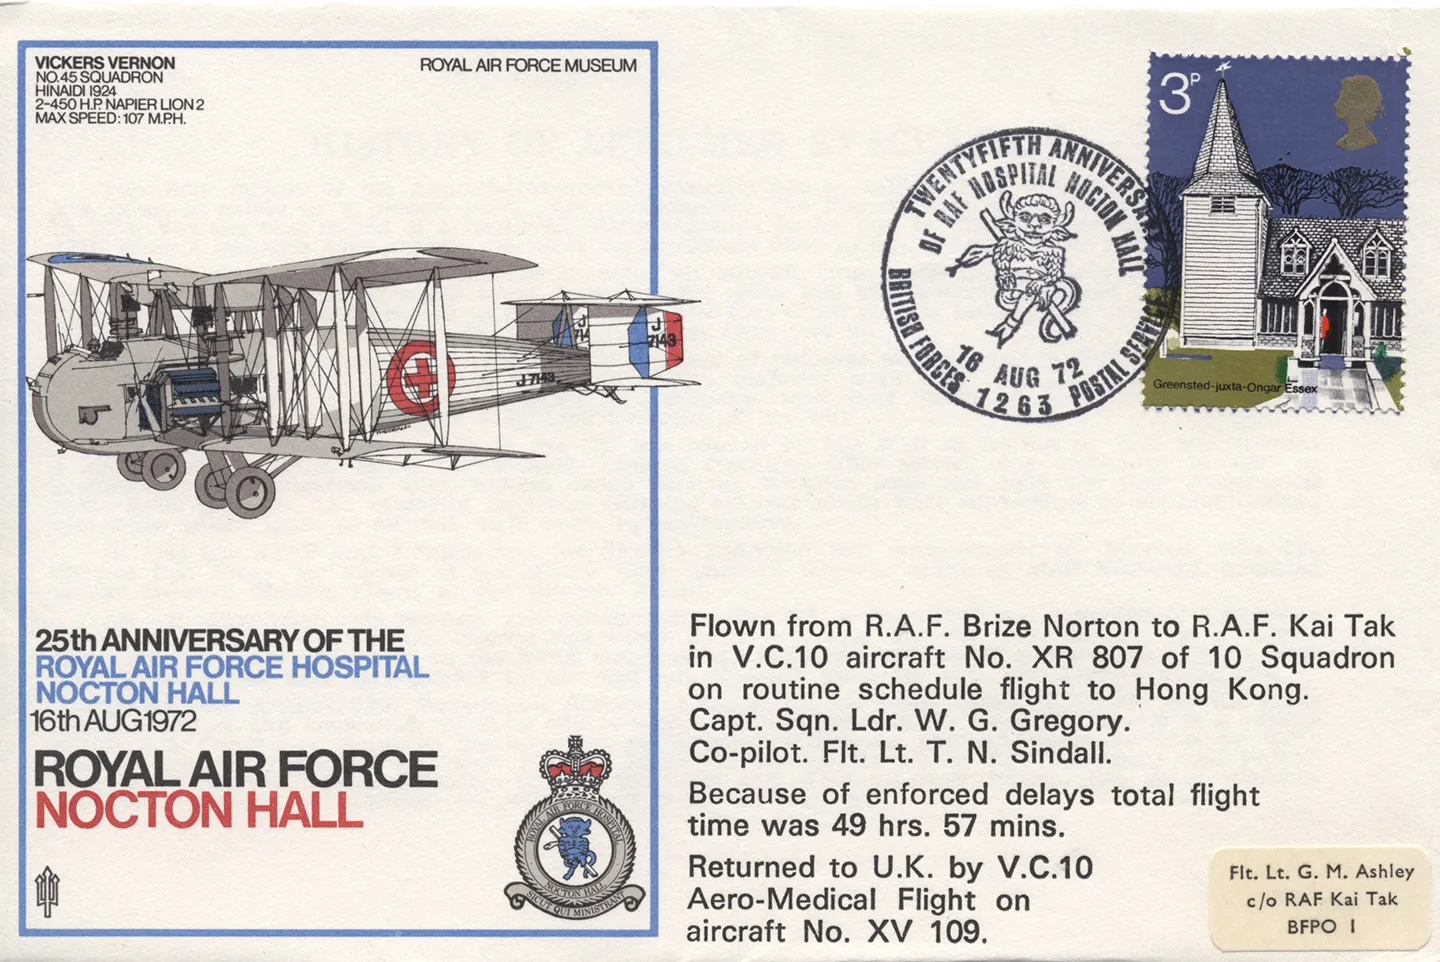 VICKERS VERNON
NO.45 SQUADRON
HINAIDI 1924
2-450 H.P. NAPIER LION 2
MAX SPEED: 107 M.P.H.
ROYAL AIR FORCE MUSEUM
J
7143
J
7143
J 7143
25th ANNIVERSARY OF THE
ROYAL AIR FORCE HOSPITAL
NOCTON HALL
16th AUG 1972
ROYAL AIR FORCE
NOCTON HALL
ROYAL AIR FORCE HOSPITAL
NOCTON HALL
SICUT QUI MINISTRAT
TWENTYFIFTH ANNIVERSARY
OF RAF HOSPITAL NOCTON HALL
16 AUG 72
BRITISH FORCES 1263 POSTAL SERVICE
3P
Greensted-juxta-Ongar Essex
Flown from R.A.F. Brize Norton to R.A.F. Kai Tak
in V.C.10 aircraft No. XR 807 of 10 Squadron
on routine schedule flight to Hong Kong.
Capt. Sqn. Ldr. W. G. Gregory.
Co-pilot. Flt. Lt. T. N. Sindall.
Because of enforced delays total flight
time was 49 hrs. 57 mins.
Returned to U.K. by V.C.10
Aero-Medical Flight on
aircraft No. XV 109.
Flt. Lt. G. M. Ashley
c/o RAF Kai Tak
BFPO 1